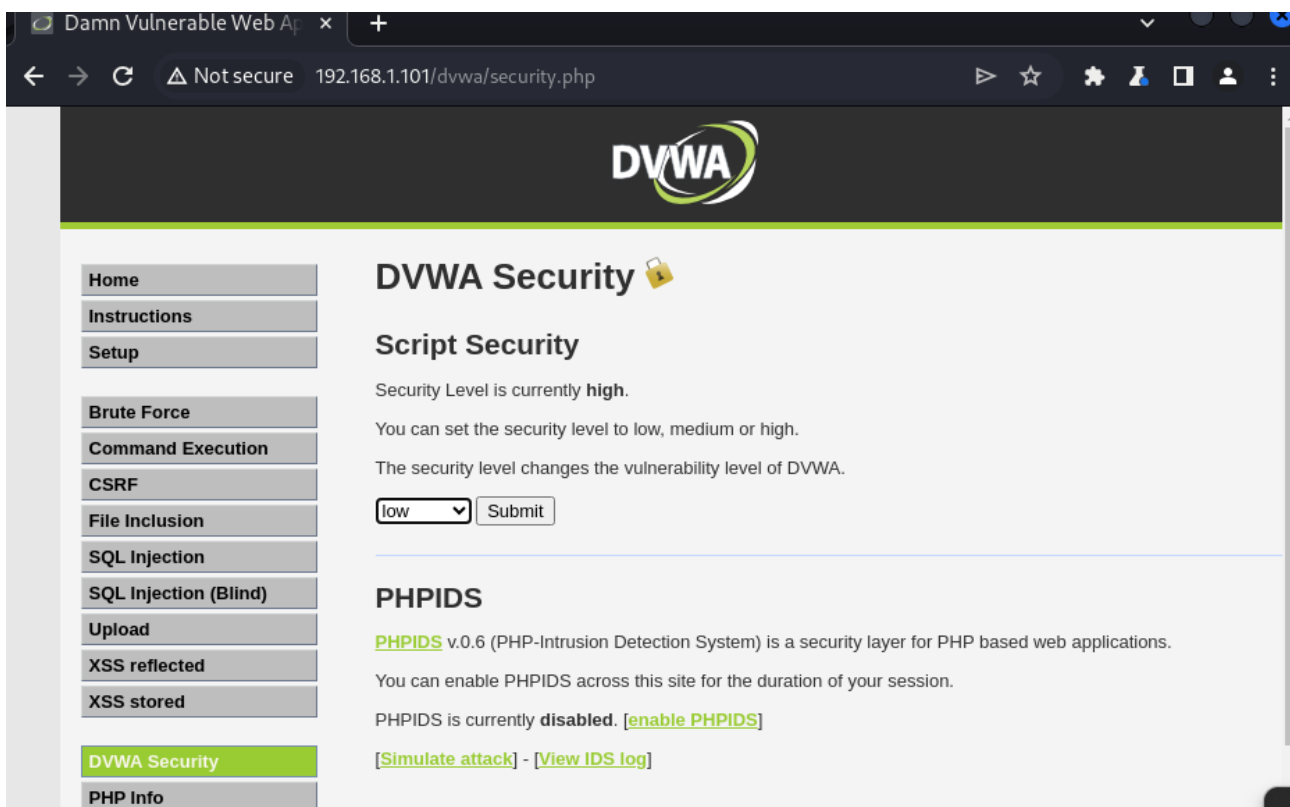 Damn Vulnerable Web Ap
Not secure 192.168.1.101/dvwa/security.php
DVWA
Home
Instructions
Setup
Brute Force
Command Execution
CSRF
File Inclusion
SQL Injection
SQL Injection (Blind)
Upload
XSS reflected
XSS stored
DVWA Security
PHP Info
DVWA Security
Script Security
Security Level is currently high.
You can set the security level to low, medium or high.
The security level changes the vulnerability level of DVWA.
low Submit
PHPIDS
PHPIDS v.0.6 (PHP-Intrusion Detection System) is a security layer for PHP based web applications.
You can enable PHPIDS across this site for the duration of your session.
PHPIDS is currently disabled. [enable PHPIDS]
[Simulate attack] - [View IDS log]